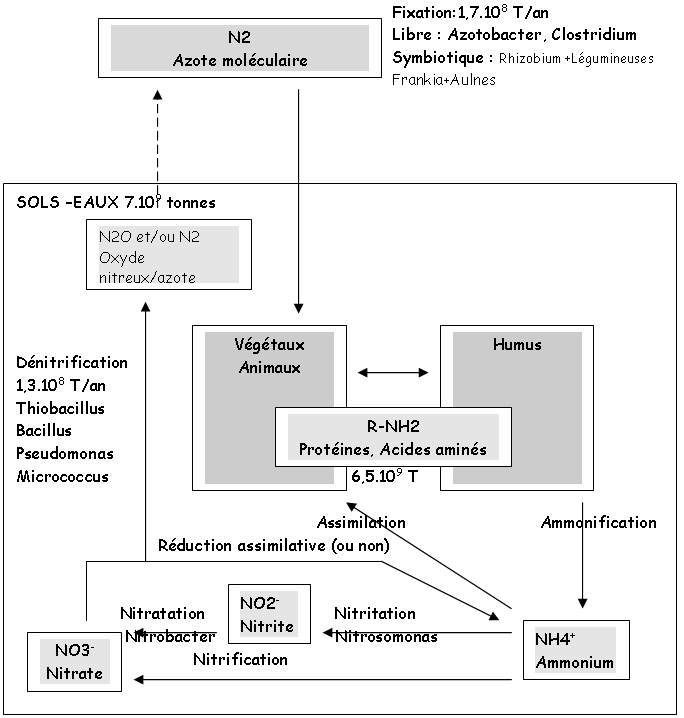 Fixation:1,7.10⁸ T/an
Libre : Azotobacter, Clostridium
Symbiotique : Rhizobium +Légumineuses
Frankia+Aulnes
N2
Azote moléculaire
SOLS –EAUX 7.10⁹ tonnes
N2O et/ou N2
Oxyde
nitreux/azote
Végétaux
Animaux
Humus
Dénitrification
1,3.10⁸ T/an
Thiobacillus
Bacillus
Pseudomonas
Micrococcus
R-NH2
Protéines, Acides aminés
6,5.10⁹ T
Assimilation
Ammonification
Réduction assimilative (ou non)
NO2⁻
Nitrite
Nitratation
Nitrobacter
Nitritation
Nitrosomonas
NO3⁻
Nitrate
Nitrification
NH4⁺
Ammonium